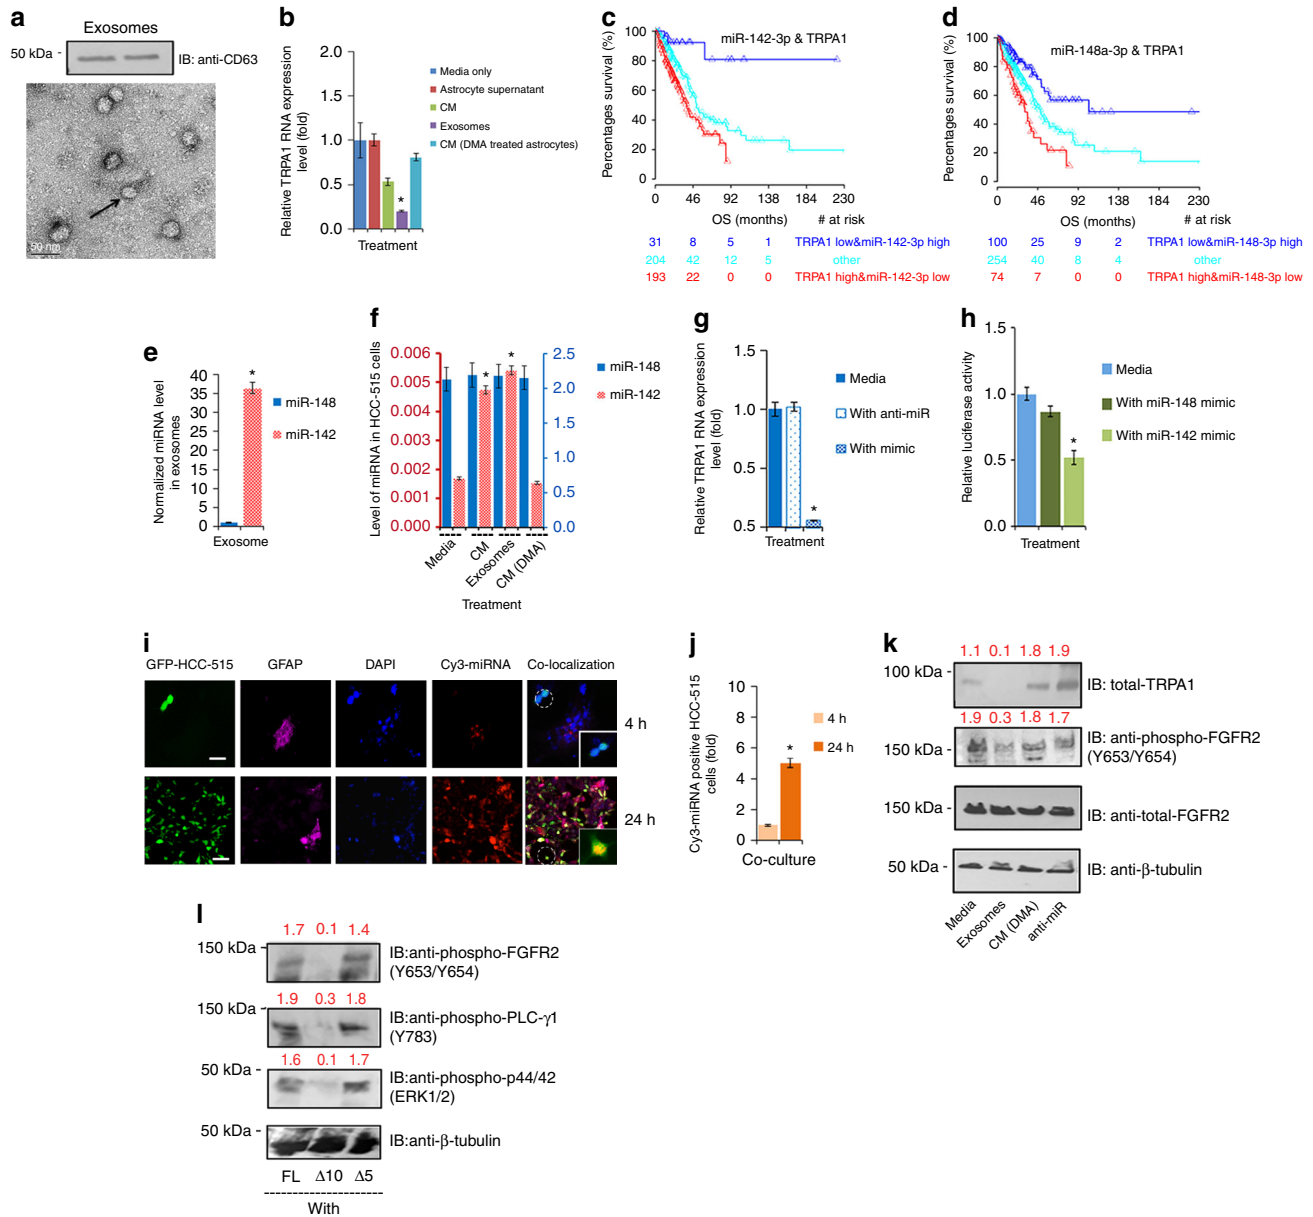 a
Exosomes
50 kDa
IB: anti-CD63
50 nm
b
Relative TRPA1 RNA expression
level (fold)
2.0
1.5
1.0
0.5
0
*
Treatment
Media only
Astrocyte supernatant
CM
Exosomes
CM (DMA treated astrocytes)
c
miR-142-3p & TRPA1
Percentages survival (%)
100
80
60
40
20
0
0 46 92 138 184 230
OS (months)
# at risk
31 8 5 1 TRPA1 low&miR-142-3p high
204 42 12 5 other
193 22 0 0 TRPA1 high&miR-142-3p low
d
miR-148a-3p & TRPA1
Percentages survival (%)
100
80
60
40
20
0
0 46 92 138 184 230
OS (months)
# at risk
100 25 9 2 TRPA1 low&miR-148-3p high
254 40 8 4 other
74 7 0 0 TRPA1 high&miR-148-3p low
e
Normalized miRNA level
in exosomes
40
35
30
25
20
15
10
5
0
*
Exosome
miR-148
miR-142
f
Level of miRNA in HCC-515 cells
0.006
0.005
0.004
0.003
0.002
0.001
0.000
* *
2.5
2.0
1.5
1.0
0.5
0.0
Media
CM
Exosomes
CM (DMA)
Treatment
miR-148
miR-142
g
Relative TRPA1 RNA expression
level (fold)
1.5
1.0
0.5
0.5
*
Treatment
Media
With anti-miR
With mimic
h
Relative luciferase activity
1.5
1.0
0.5
0.0
*
Treatment
Media
With miR-148 mimic
With miR-142 mimic
i
GFP-HCC-515 GFAP DAPI Cy3-miRNA Co-localization
4 h
24 h
j
Cy3-miRNA positive HCC-515
cells (fold)
10
8
6
4
2
0
*
Co-culture
4 h
24 h
k
1.1 0.1 1.8 1.9
100 kDa
IB: total-TRPA1
1.9 0.3 1.8 1.7
150 kDa
IB: anti-phospho-FGFR2
(Y653/Y654)
150 kDa
IB: anti-total-FGFR2
50 kDa
IB: anti-β-tubulin
Media
Exosomes
CM (DMA)
anti-miR
l
1.7 0.1 1.4
150 kDa
IB:anti-phospho-FGFR2
(Y653/Y654)
1.9 0.3 1.8
150 kDa
IB:anti-phospho-PLC-γ1
(Y783)
1.6 0.1 1.7
50 kDa
IB:anti-phospho-p44/42
(ERK1/2)
50 kDa
IB:anti-β-tubulin
FL Δ10 Δ5
With